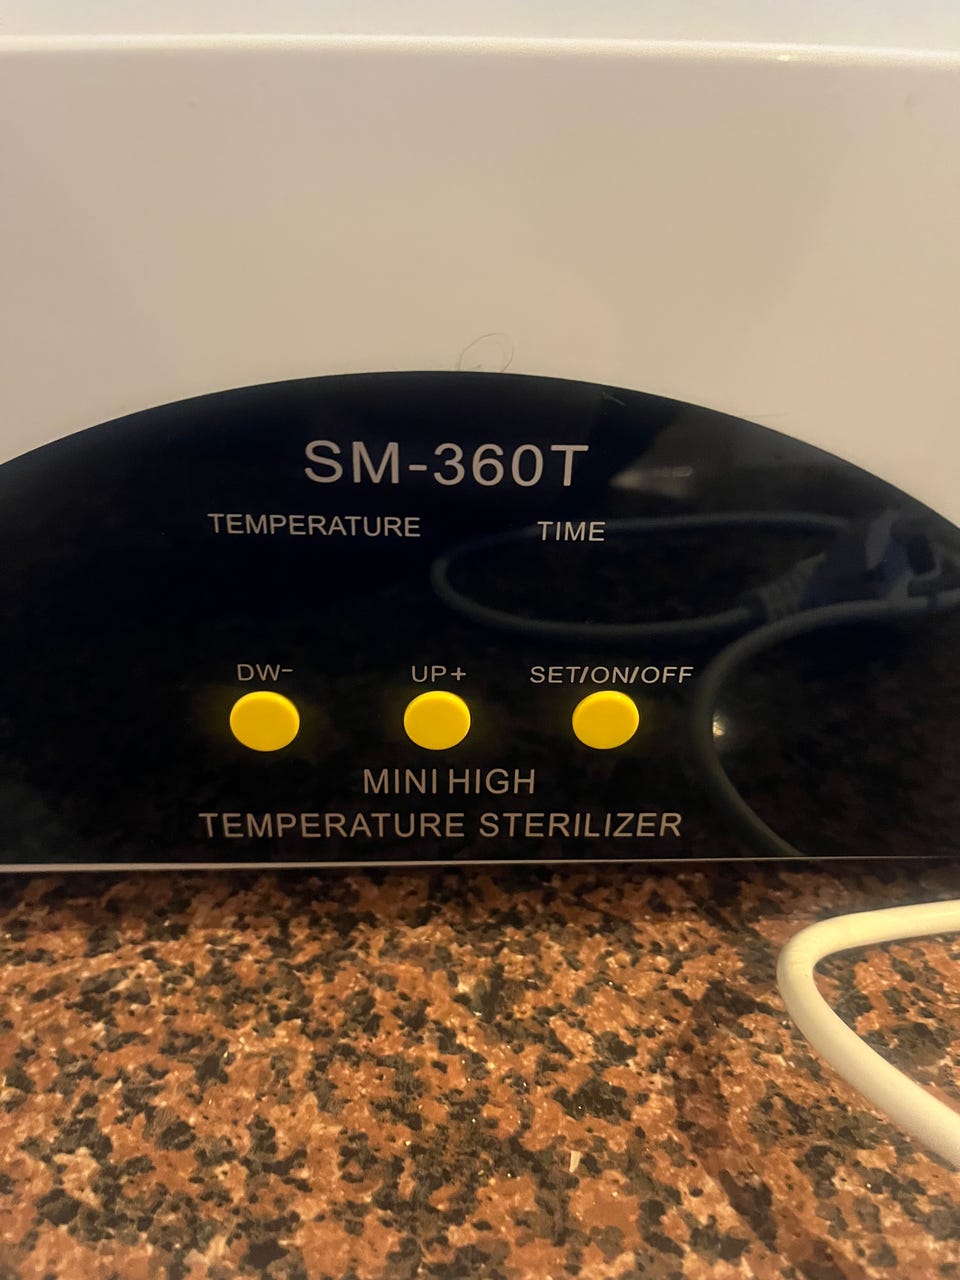 SM-360T
TEMPERATURE TIME
DW- UP+ SET/ON/OFF
MINI HIGH
TEMPERATURE STERILIZER